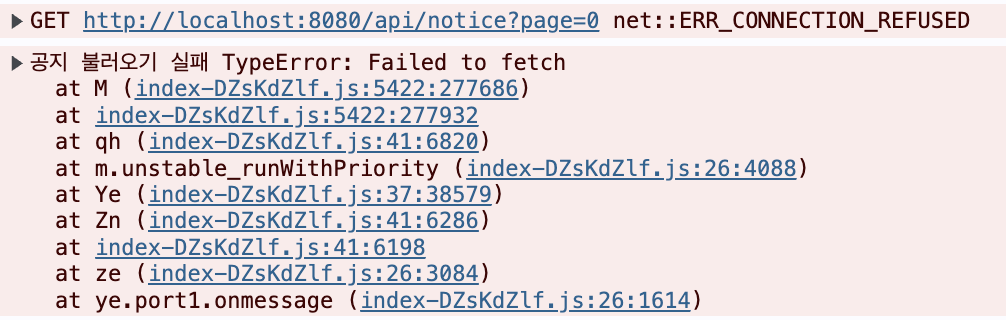 ▶GET http://localhost:8080/api/notice?page=0 net::ERR_CONNECTION_REFUSED
▶공지 불러오기 실패 TypeError: Failed to fetch
at M (index-DZsKdZlf.js:5422:277686)
at index-DZsKdZlf.js:5422:277932
at qh (index-DZsKdZlf.js:41:6820)
at m.unstable_runWithPriority (index-DZsKdZlf.js:26:4088)
at Ye (index-DZsKdZlf.js:37:38579)
at Zn (index-DZsKdZlf.js:41:6286)
at index-DZsKdZlf.js:41:6198
at ze (index-DZsKdZlf.js:26:3084)
at ye.port1.onmessage (index-DZsKdZlf.js:26:1614)